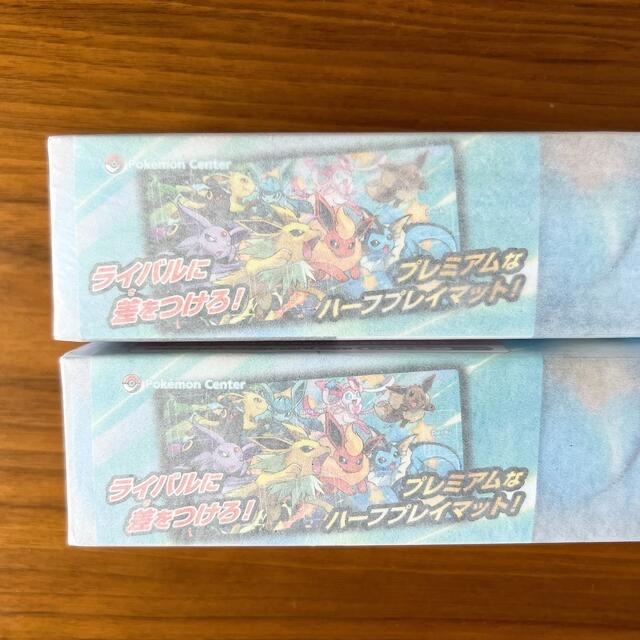 Pokémon Center
ライバルに
差をつけろ!
プレミアムな
ハーフプレイマット!
Pokémon Center
ライバルに
差をつけろ!
プレミアムな
ハーフプレイマット!